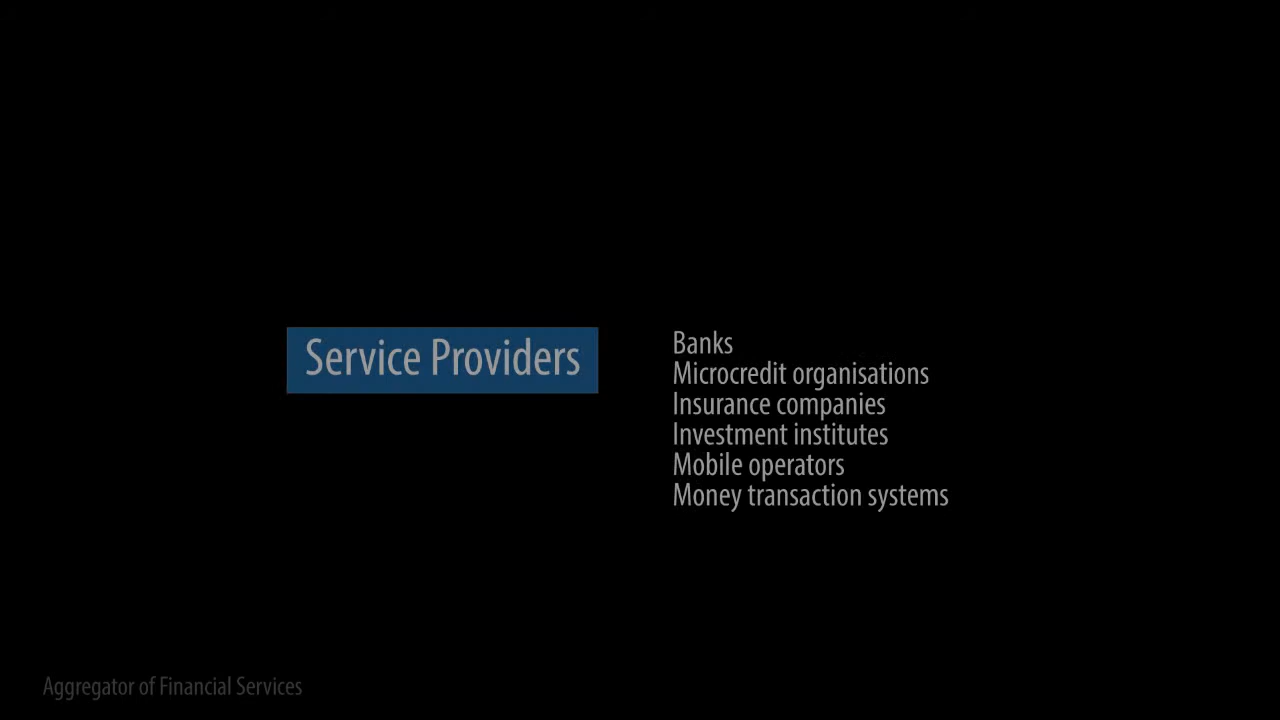 Service Providers
Banks
Microcredit organisations
Insurance companies
Investment institutes
Mobile operators
Money transaction systems
Aggregator of Financial Services